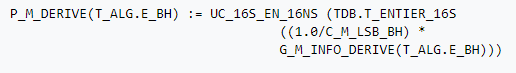 P_M_DERIVE(T_ALG.E_BH) := UC_16S_EN_16NS (TDB.T_ENTIER_16S
((1.0/C_M_LSB_BH) *
G_M_INFO_DERIVE(T_ALG.E_BH)))